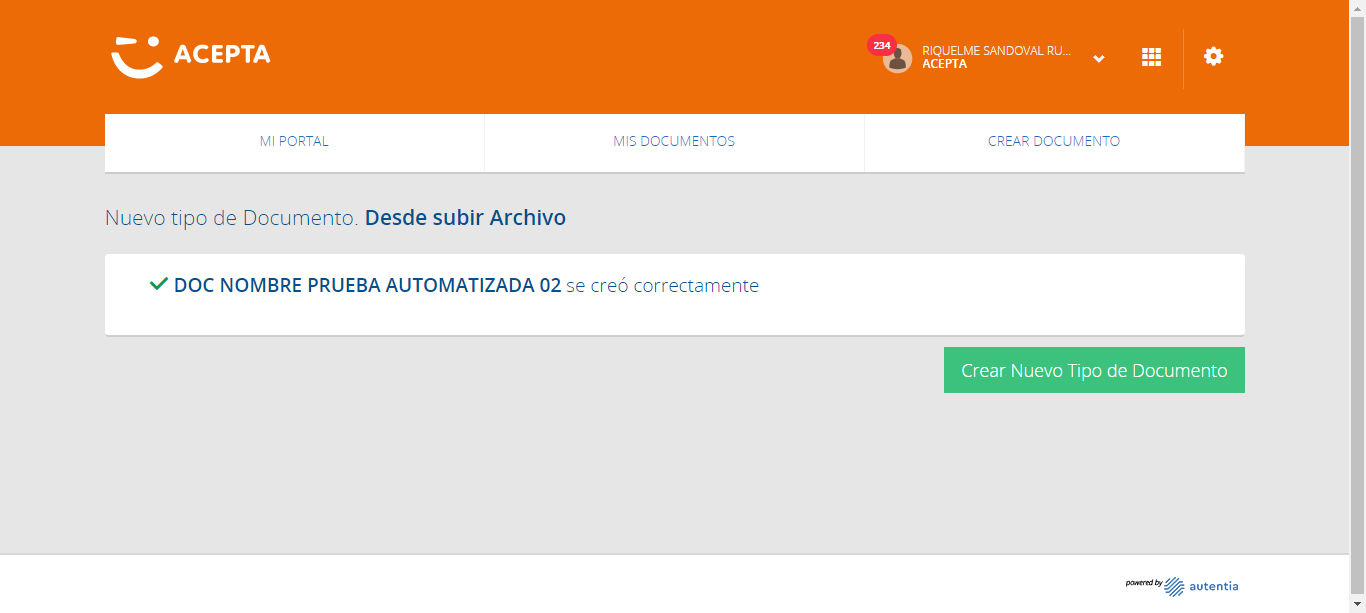 ACEPTA
234
RIQUELME SANDOVAL RU...
ACEPTA
MI PORTAL
MIS DOCUMENTOS
CREAR DOCUMENTO
Nuevo tipo de Documento. Desde subir Archivo
DOC NOMBRE PRUEBA AUTOMATIZADA 02 se creó correctamente
Crear Nuevo Tipo de Documento
powered by autentia